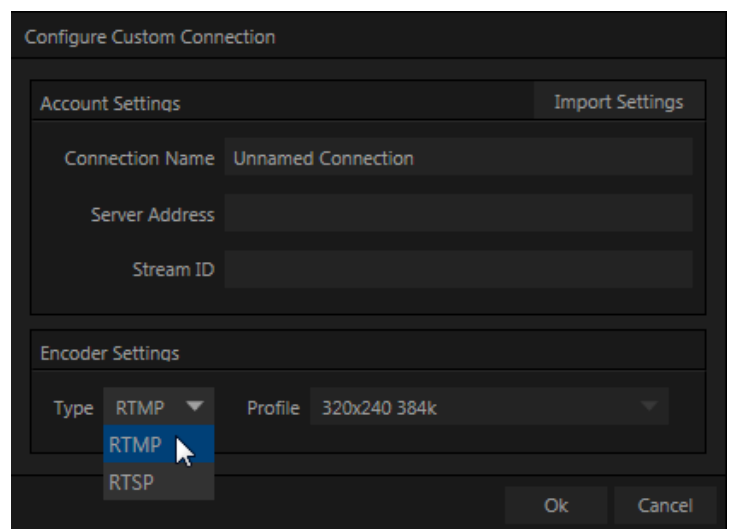 Configure Custom Connection
Account Settings Import Settings
Connection Name Unnamed Connection
Server Address
Stream ID
Encoder Settings
Type RTMP Profile 320x240 384k
RTMP
RTSP
Ok Cancel